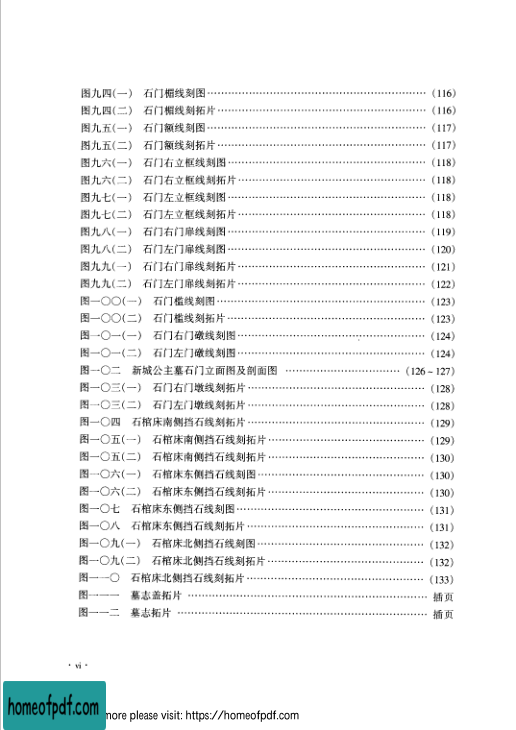 图九四(一) 石门楣线刻图……(116)
图九四(二) 石门楣线刻拓片……(116)
图九五(一) 石门额线刻图……(117)
图九五(二) 石门额线刻拓片……(117)
图九六(一) 石门右立框线刻图……(118)
图九六(二) 石门右立框线刻拓片……(118)
图九七(一) 石门左立框线刻图……(118)
图九七(二) 石门左立框线刻拓片……(118)
图九八(一) 石门右门扉线刻图……(119)
图九八(二) 石门左门扉线刻图……(120)
图九九(一) 石门右门扉线刻拓片……(121)
图九九(二) 石门左门扉线刻拓片……(122)
图一〇〇(一) 石门槛线刻图……(123)
图一〇〇(二) 石门槛线刻拓片……(123)
图一〇一(一) 石门右门礅线刻图……(124)
图一〇一(二) 石门左门礅线刻图……(124)
图一〇二 新城公主墓石门立面图及剖面图……(126~127)
图一〇三(一) 石门右门墩线刻拓片……(128)
图一〇三(二) 石门左门墩线刻拓片……(128)
图一〇四 石棺床南侧挡石线刻拓片……(129)
图一〇五(一) 石棺床南侧挡石线刻拓片……(129)
图一〇五(二) 石棺床南侧挡石线刻拓片……(130)
图一〇六(一) 石棺床东侧挡石线刻图……(130)
图一〇六(二) 石棺床东侧挡石线刻拓片……(130)
图一〇七 石棺床东侧挡石线刻图……(131)
图一〇八 石棺床东侧挡石线刻拓片……(131)
图一〇九(一) 石棺床北侧挡石线刻图……(132)
图一〇九(二) 石棺床北侧挡石线刻拓片……(132)
图一一〇 石棺床北侧挡石线刻拓片……(133)
图一一一 墓志盖拓片……插页
图一一二 墓志拓片……插页
· vi ·
homeofpdf.com
more please visit: https://homeofpdf.com